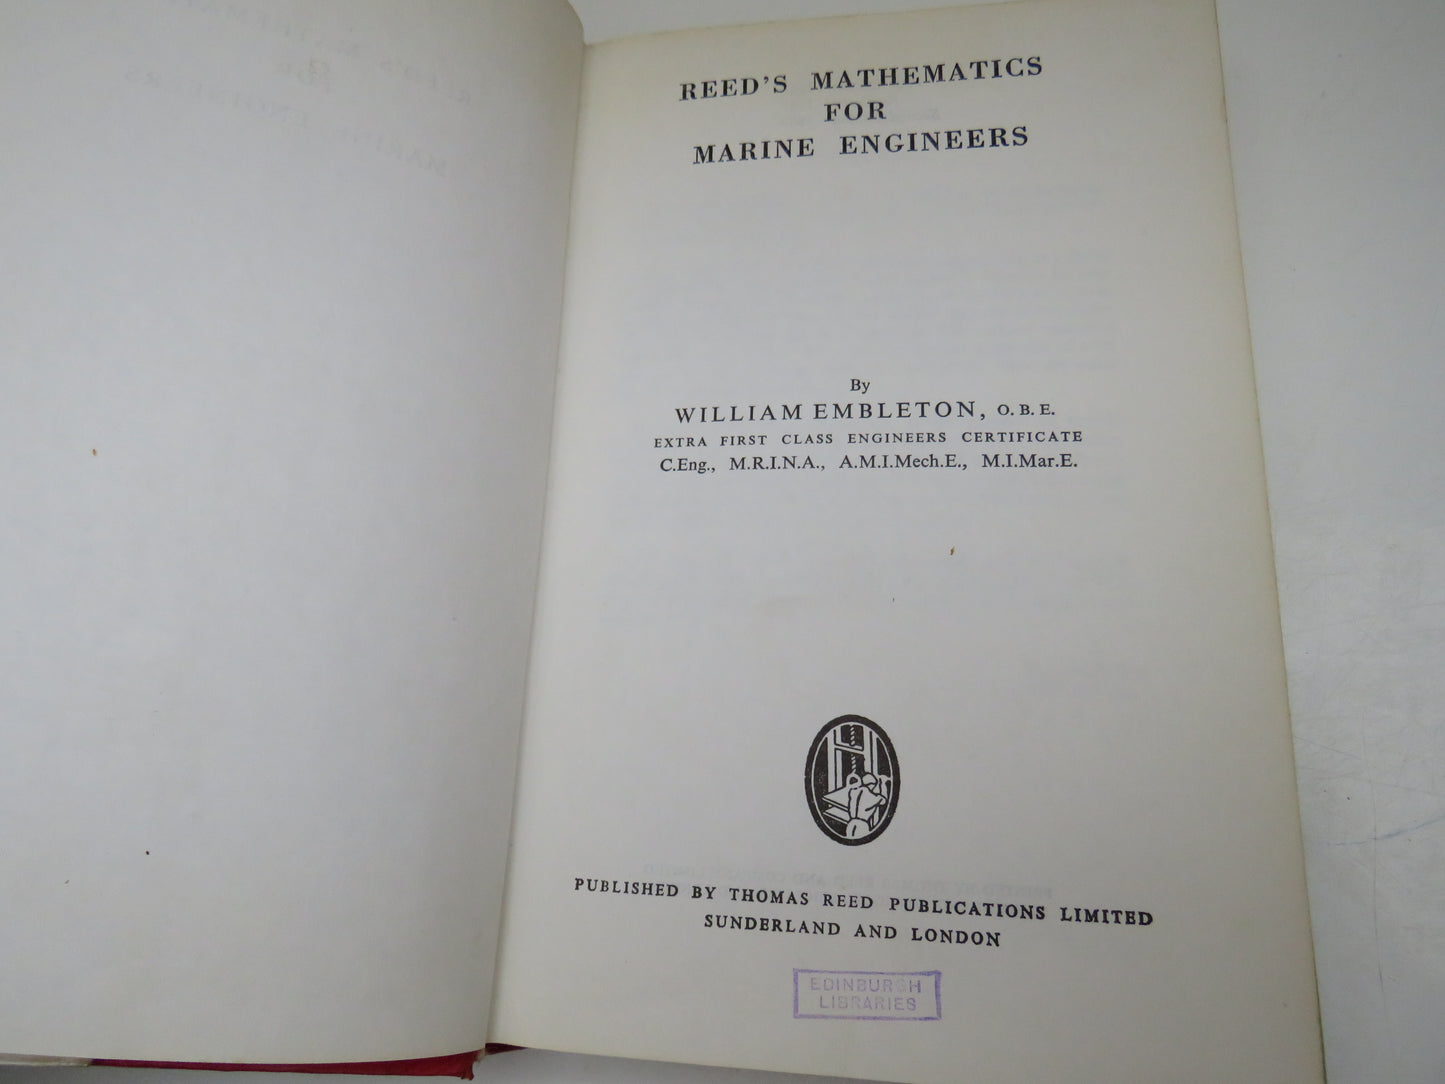 REED'S MATHEMATICS
FOR
MARINE ENGINEERS
By
WILLIAM EMBLETON, O.B.E.
EXTRA FIRST CLASS ENGINEERS CERTIFICATE
C.Eng., M.R.I.N.A., A.M.I.Mech.E., M.I.Mar.E.
PUBLISHED BY THOMAS REED PUBLICATIONS LIMITED
SUNDERLAND AND LONDON
EDINBURGH
LIBRARIES